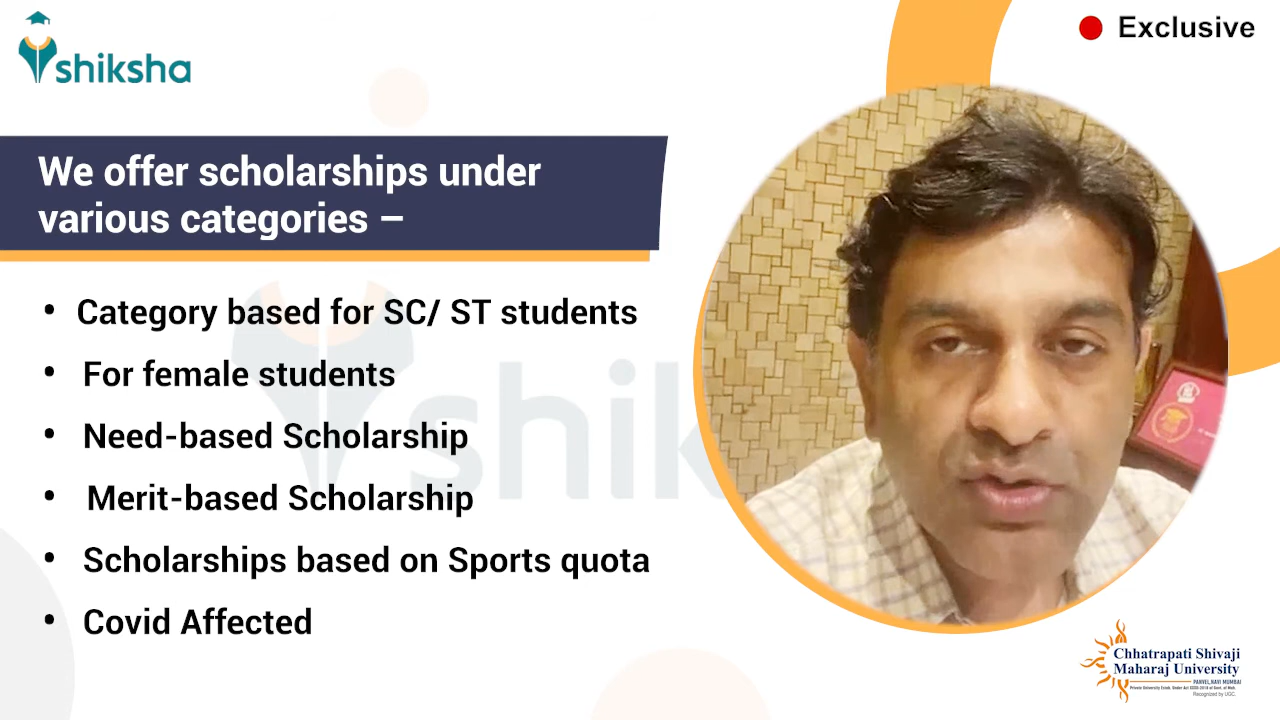 shiksha
Exclusive
We offer scholarships under
various categories –
• Category based for SC/ ST students
• For female students
• Need-based Scholarship
• Merit-based Scholarship
• Scholarships based on Sports quota
• Covid Affected
shik
Chhatrapati Shivaji
Maharaj University
PANVEL, NAVI MUMBAI
Recognized by UGC.